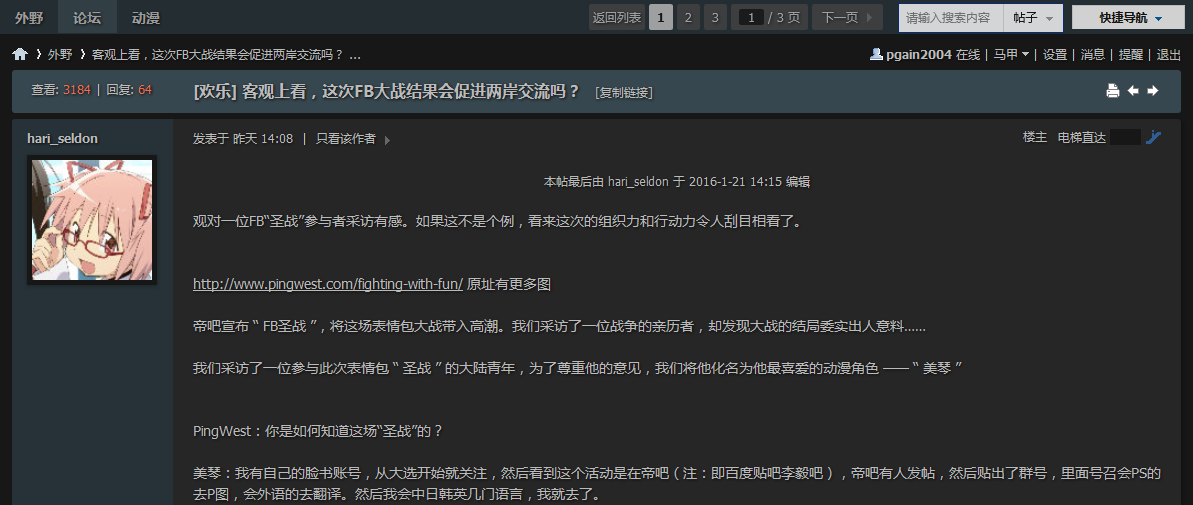 外野 论坛 动漫 返回列表 1 2 3 1 / 3 页 下一页 请输入搜索内容 帖子 快捷导航
外野 客观上看，这次FB大战结果会促进两岸交流吗？ ... pgain2004 在线 | 马甲 | 设置 | 消息 | 提醒 | 退出
查看: 3184 | 回复: 64 [欢乐] 客观上看，这次FB大战结果会促进两岸交流吗？ [复制链接]
hari_seldon 发表于 昨天 14:08 | 只看该作者 楼主 电梯直达
本帖最后由 hari_seldon 于 2016-1-21 14:15 编辑
观对一位FB“圣战”参与者采访有感。如果这不是个例，看来这次的组织力和行动力令人刮目相看了。
http://www.pingwest.com/fighting-with-fun/ 原址有更多图
帝吧宣布 “ FB圣战 ”，将这场表情包大战带入高潮。我们采访了一位战争的亲历者，却发现大战的结局委实出人意料......
我们采访了一位参与此次表情包 “ 圣战 ” 的大陆青年，为了尊重他的意见，我们将他化名为他最喜爱的动漫角色 —— “ 美琴 ”
PingWest：你是如何知道这场“圣战”的？
美琴：我有自己的脸书账号，从大选开始就关注，然后看到这个活动是在帝吧（注：即百度贴吧李毅吧），帝吧有人发帖，然后贴出了群号，里面号召会PS的
去P图，会外语的去翻译。然后我会中日韩英几门语言，我就去了。